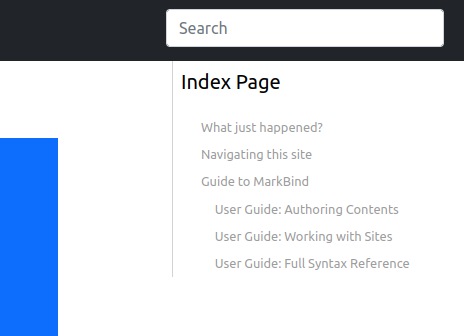 Search
Index Page
What just happened?
Navigating this site
Guide to MarkBind
User Guide: Authoring Contents
User Guide: Working with Sites
User Guide: Full Syntax Reference